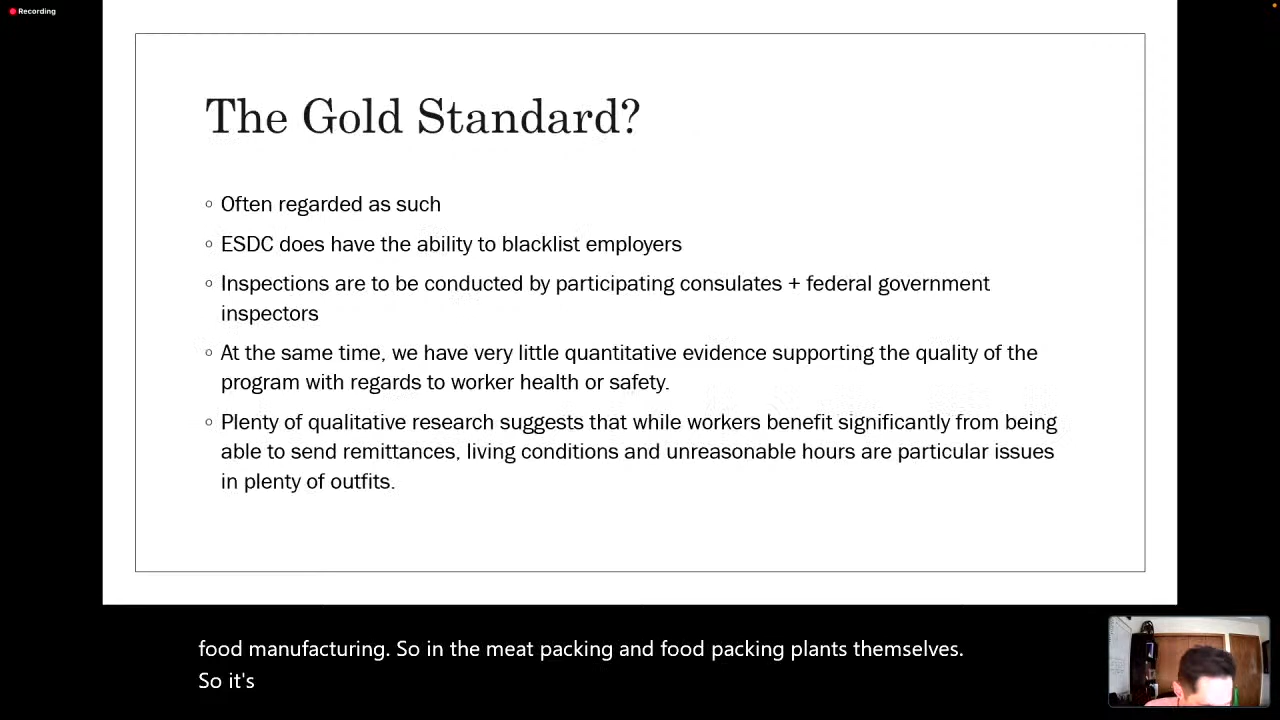 Recording
The Gold Standard?
○ Often regarded as such
○ ESDC does have the ability to blacklist employers
○ Inspections are to be conducted by participating consulates + federal government
inspectors
○ At the same time, we have very little quantitative evidence supporting the quality of the
program with regards to worker health or safety.
○ Plenty of qualitative research suggests that while workers benefit significantly from being
able to send remittances, living conditions and unreasonable hours are particular issues
in plenty of outfits.
food manufacturing. So in the meat packing and food packing plants themselves.
So it's